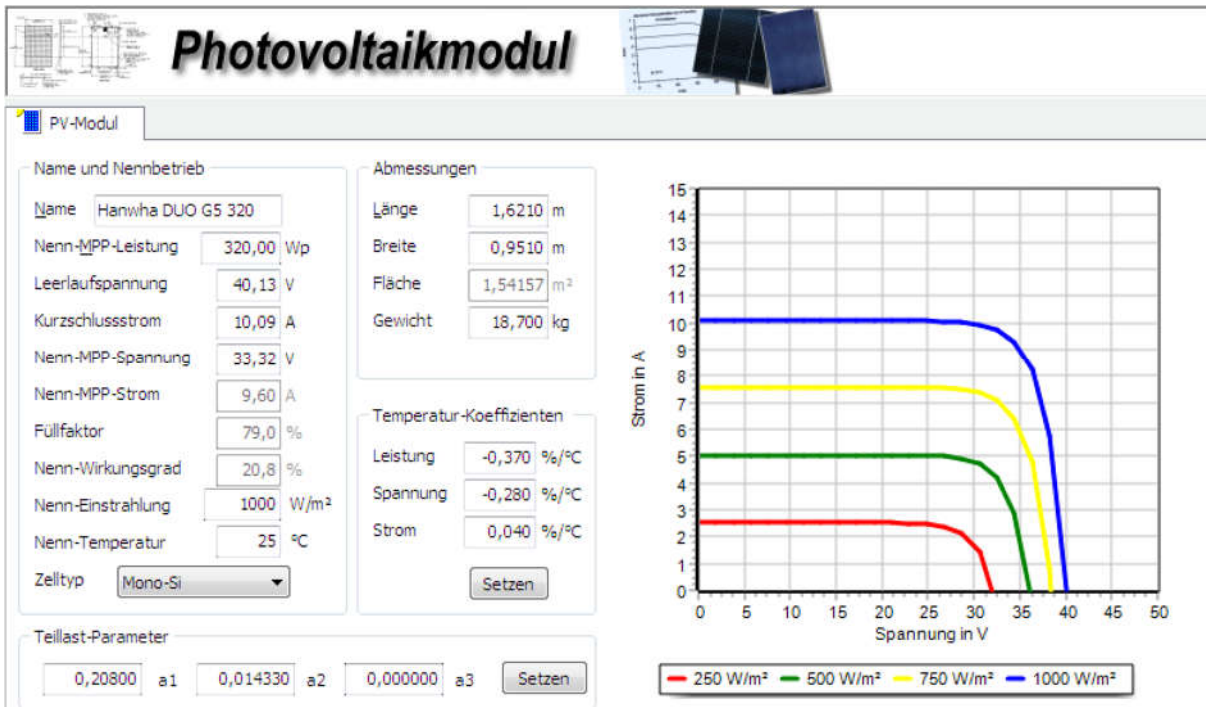 Photovoltaikmodul
PV-Modul
Name und Nennbetrieb
Name Hanwha DUO G5 320
Nenn-MPP-Leistung 320,00 Wp
Leerlaufspannung 40,13 V
Kurzschlussstrom 10,09 A
Nenn-MPP-Spannung 33,32 V
Nenn-MPP-Strom 9,60 A
Füllfaktor 79,0 %
Nenn-Wirkungsgrad 20,8 %
Nenn-Einstrahlung 1000 W/m²
Nenn-Temperatur 25 °C
Zelltyp Mono-Si
Abmessungen
Länge 1,6210 m
Breite 0,9510 m
Fläche 1,54157 m²
Gewicht 18,700 kg
Temperatur-Koeffizienten
Leistung -0,370 %/°C
Spannung -0,280 %/°C
Strom 0,040 %/°C
Setzen
Teillast-Parameter
0,20800 a1 0,014330 a2 0,000000 a3 Setzen
Strom in A
15
14
13
12
11
10
9
8
7
6
5
4
3
2
1
0
0 5 10 15 20 25 30 35 40 45 50
Spannung in V
250 W/m² 500 W/m² 750 W/m² 1000 W/m²